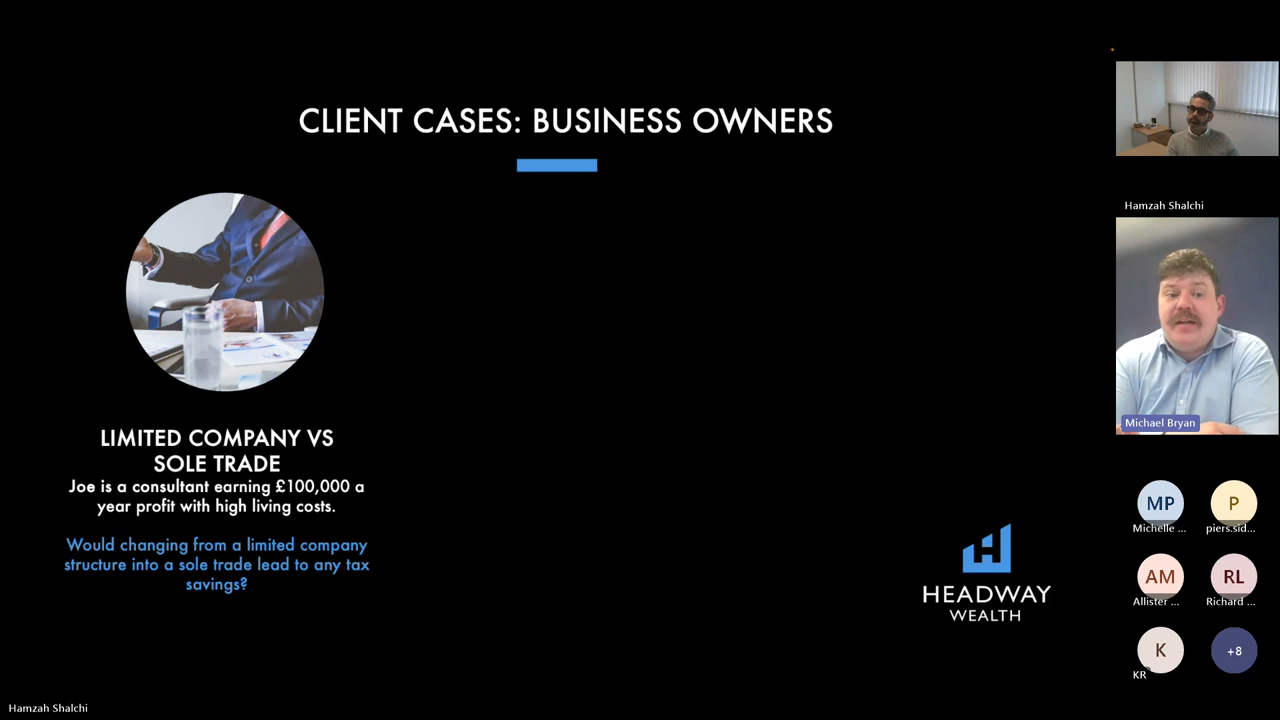 CLIENT CASES: BUSINESS OWNERS
LIMITED COMPANY VS
SOLE TRADE
Joe is a consultant earning £100,000 a
year profit with high living costs.
Would changing from a limited company
structure into a sole trade lead to any tax
savings?
HEADWAY
WEALTH
Hamzah Shalchi
Hamzah Shalchi
Michael Bryan
MP
Michelle ...
P
piers.sid...
AM
Allister ...
RL
Richard ...
K
KR
+8